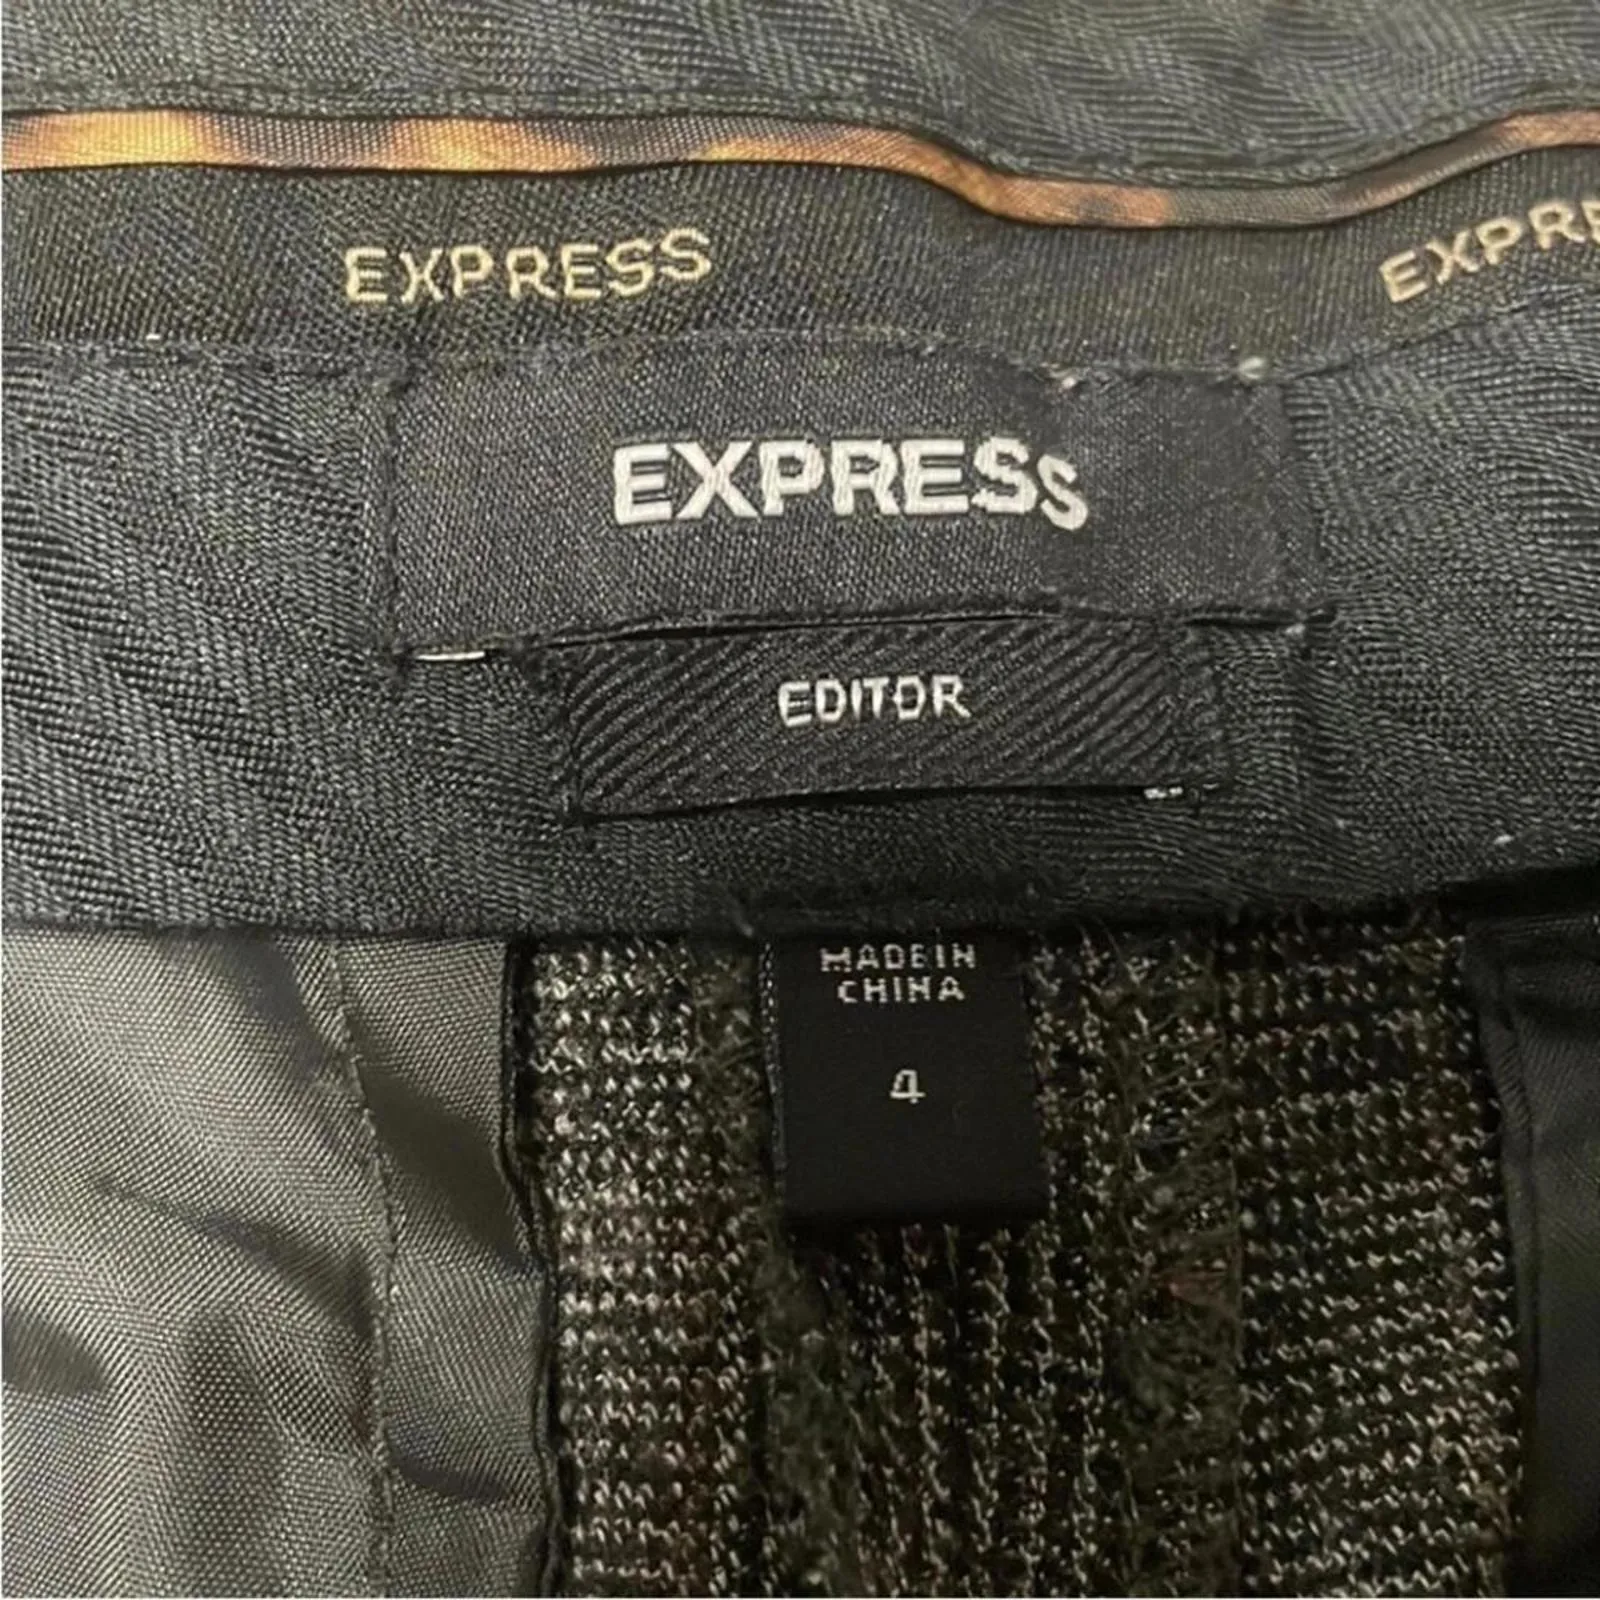 EXPRESS
EXPRE
EXPRESS
EDITOR
MADE IN
CHINA
4